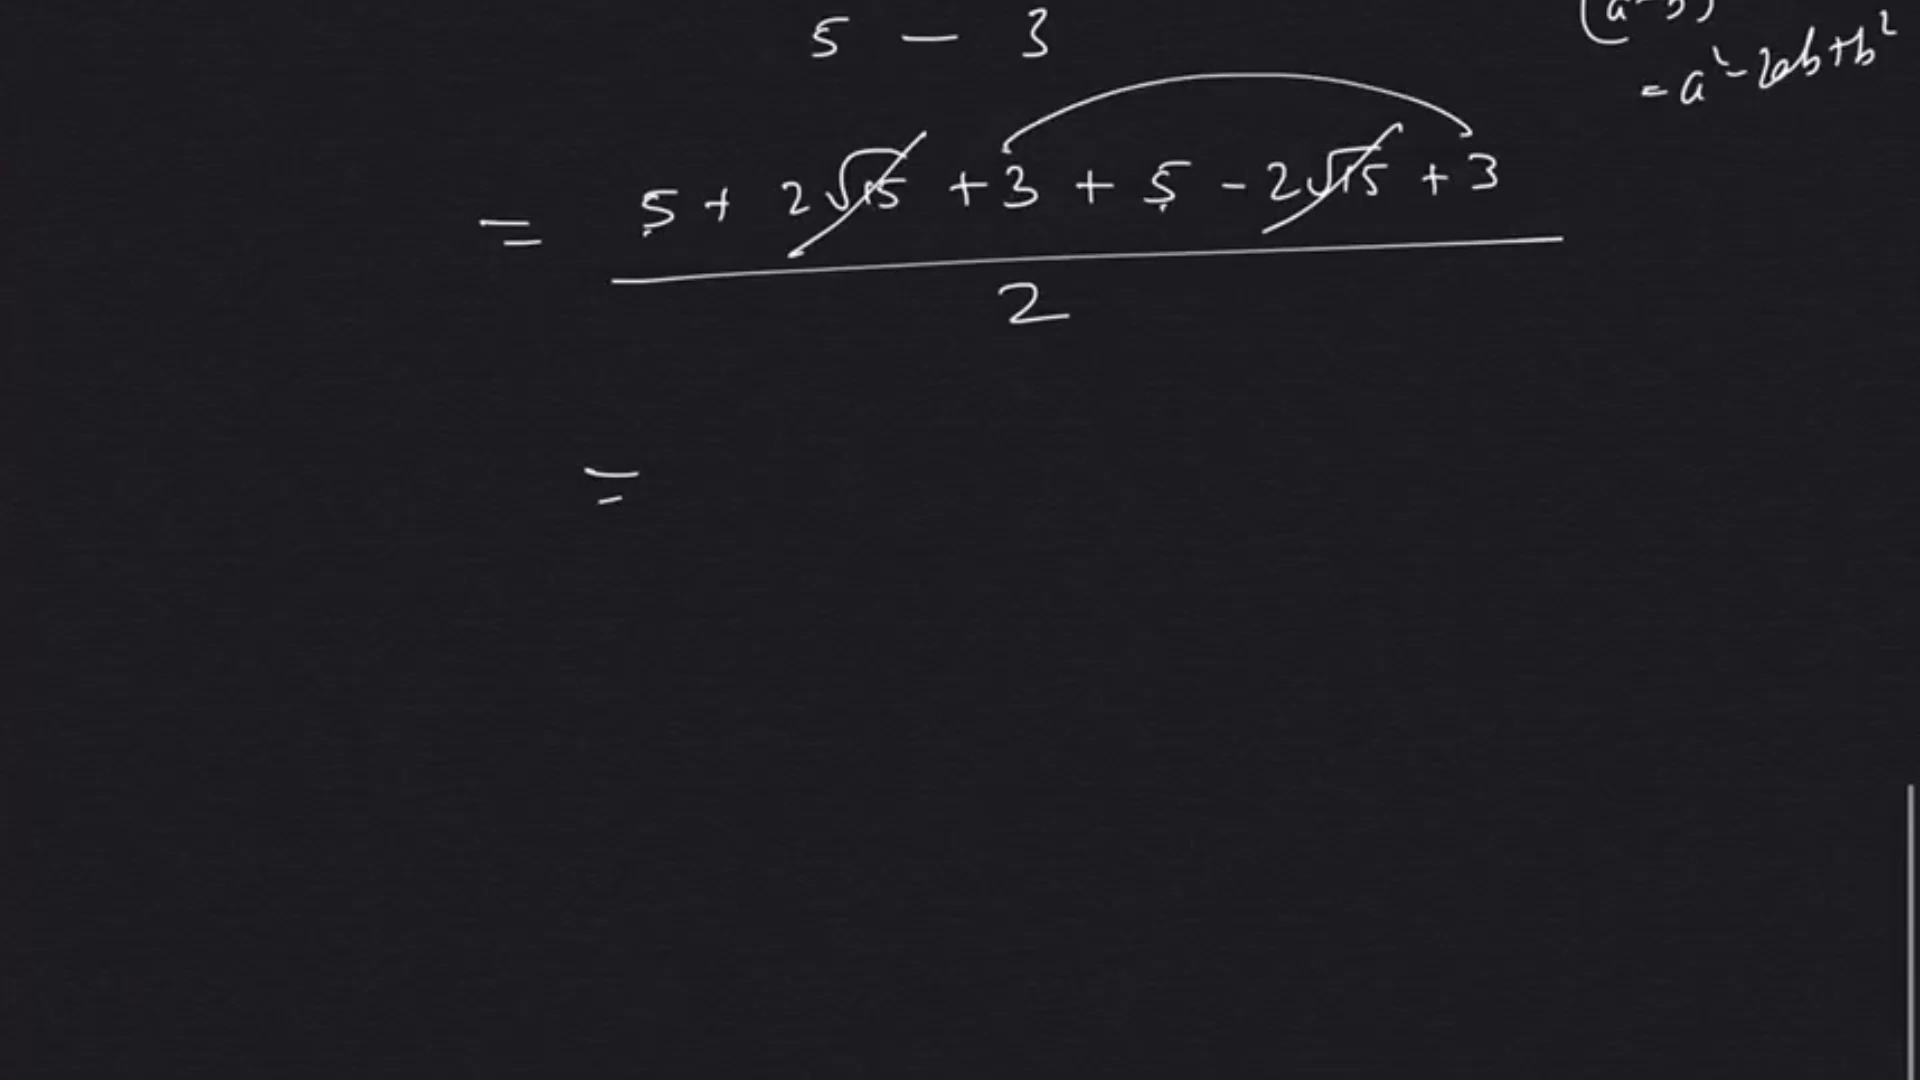 5 - 3
(a-b)
= a² - 2ab + b²
= 5 + 2√15 + 3 + 5 - 2√15 + 3
2
=